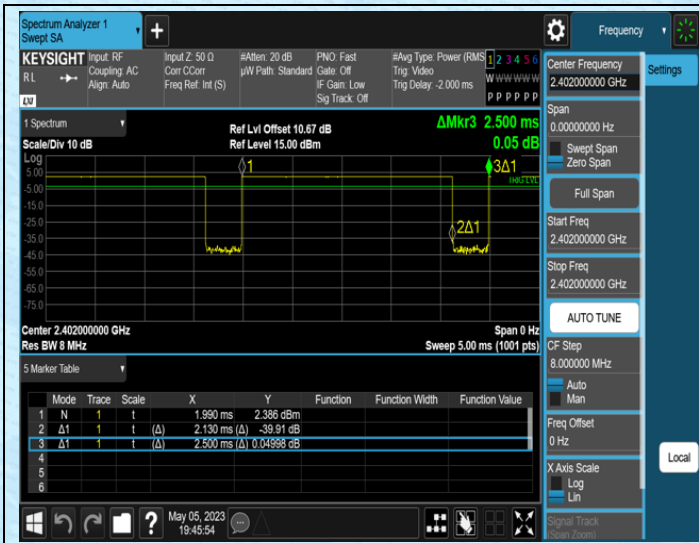 Spectrum Analyzer 1
Swept SA
+
Frequency
KEYSIGHT
RL
LXI
Input: RF
Coupling: AC
Align: Auto
Input Z: 50 Ω
Corr CCorr
Freq Ref: Int (S)
#Atten: 20 dB
µW Path: Standard
PNO: Fast
Gate: Off
IF Gain: Low
Sig Track: Off
#Avg Type: Power (RMS
Trig: Video
Trig Delay: -2.000 ms
1 2 3 4 5 6
W W W W W W
P P P P P P
1 Spectrum
Scale/Div 10 dB
Ref Lvl Offset 10.67 dB
Ref Level 15.00 dBm
ΔMkr3 2.500 ms
0.05 dB
Log
5.00
-5.00
-15.0
-25.0
-35.0
-45.0
-55.0
-65.0
-75.0
1
3Δ1
TRIG LVL
2Δ1
Center 2.402000000 GHz
Res BW 8 MHz
Span 0 Hz
Sweep 5.00 ms (1001 pts)
5 Marker Table
Mode Trace Scale X Y Function Function Width Function Value
1 N 1 t 1.990 ms 2.386 dBm
2 Δ1 1 t (Δ) 2.130 ms (Δ) -39.91 dB
3 Δ1 1 t (Δ) 2.500 ms (Δ) 0.04998 dB
4
5
6
May 05, 2023
19:45:54
?
Center Frequency
2.402000000 GHz
Settings
Span
0.00000000 Hz
Swept Span
Zero Span
Full Span
Start Freq
2.402000000 GHz
Stop Freq
2.402000000 GHz
AUTO TUNE
CF Step
8.000000 MHz
Auto
Man
Freq Offset
0 Hz
X Axis Scale
Log
Lin
Signal Track
(Span Zoom)
Local